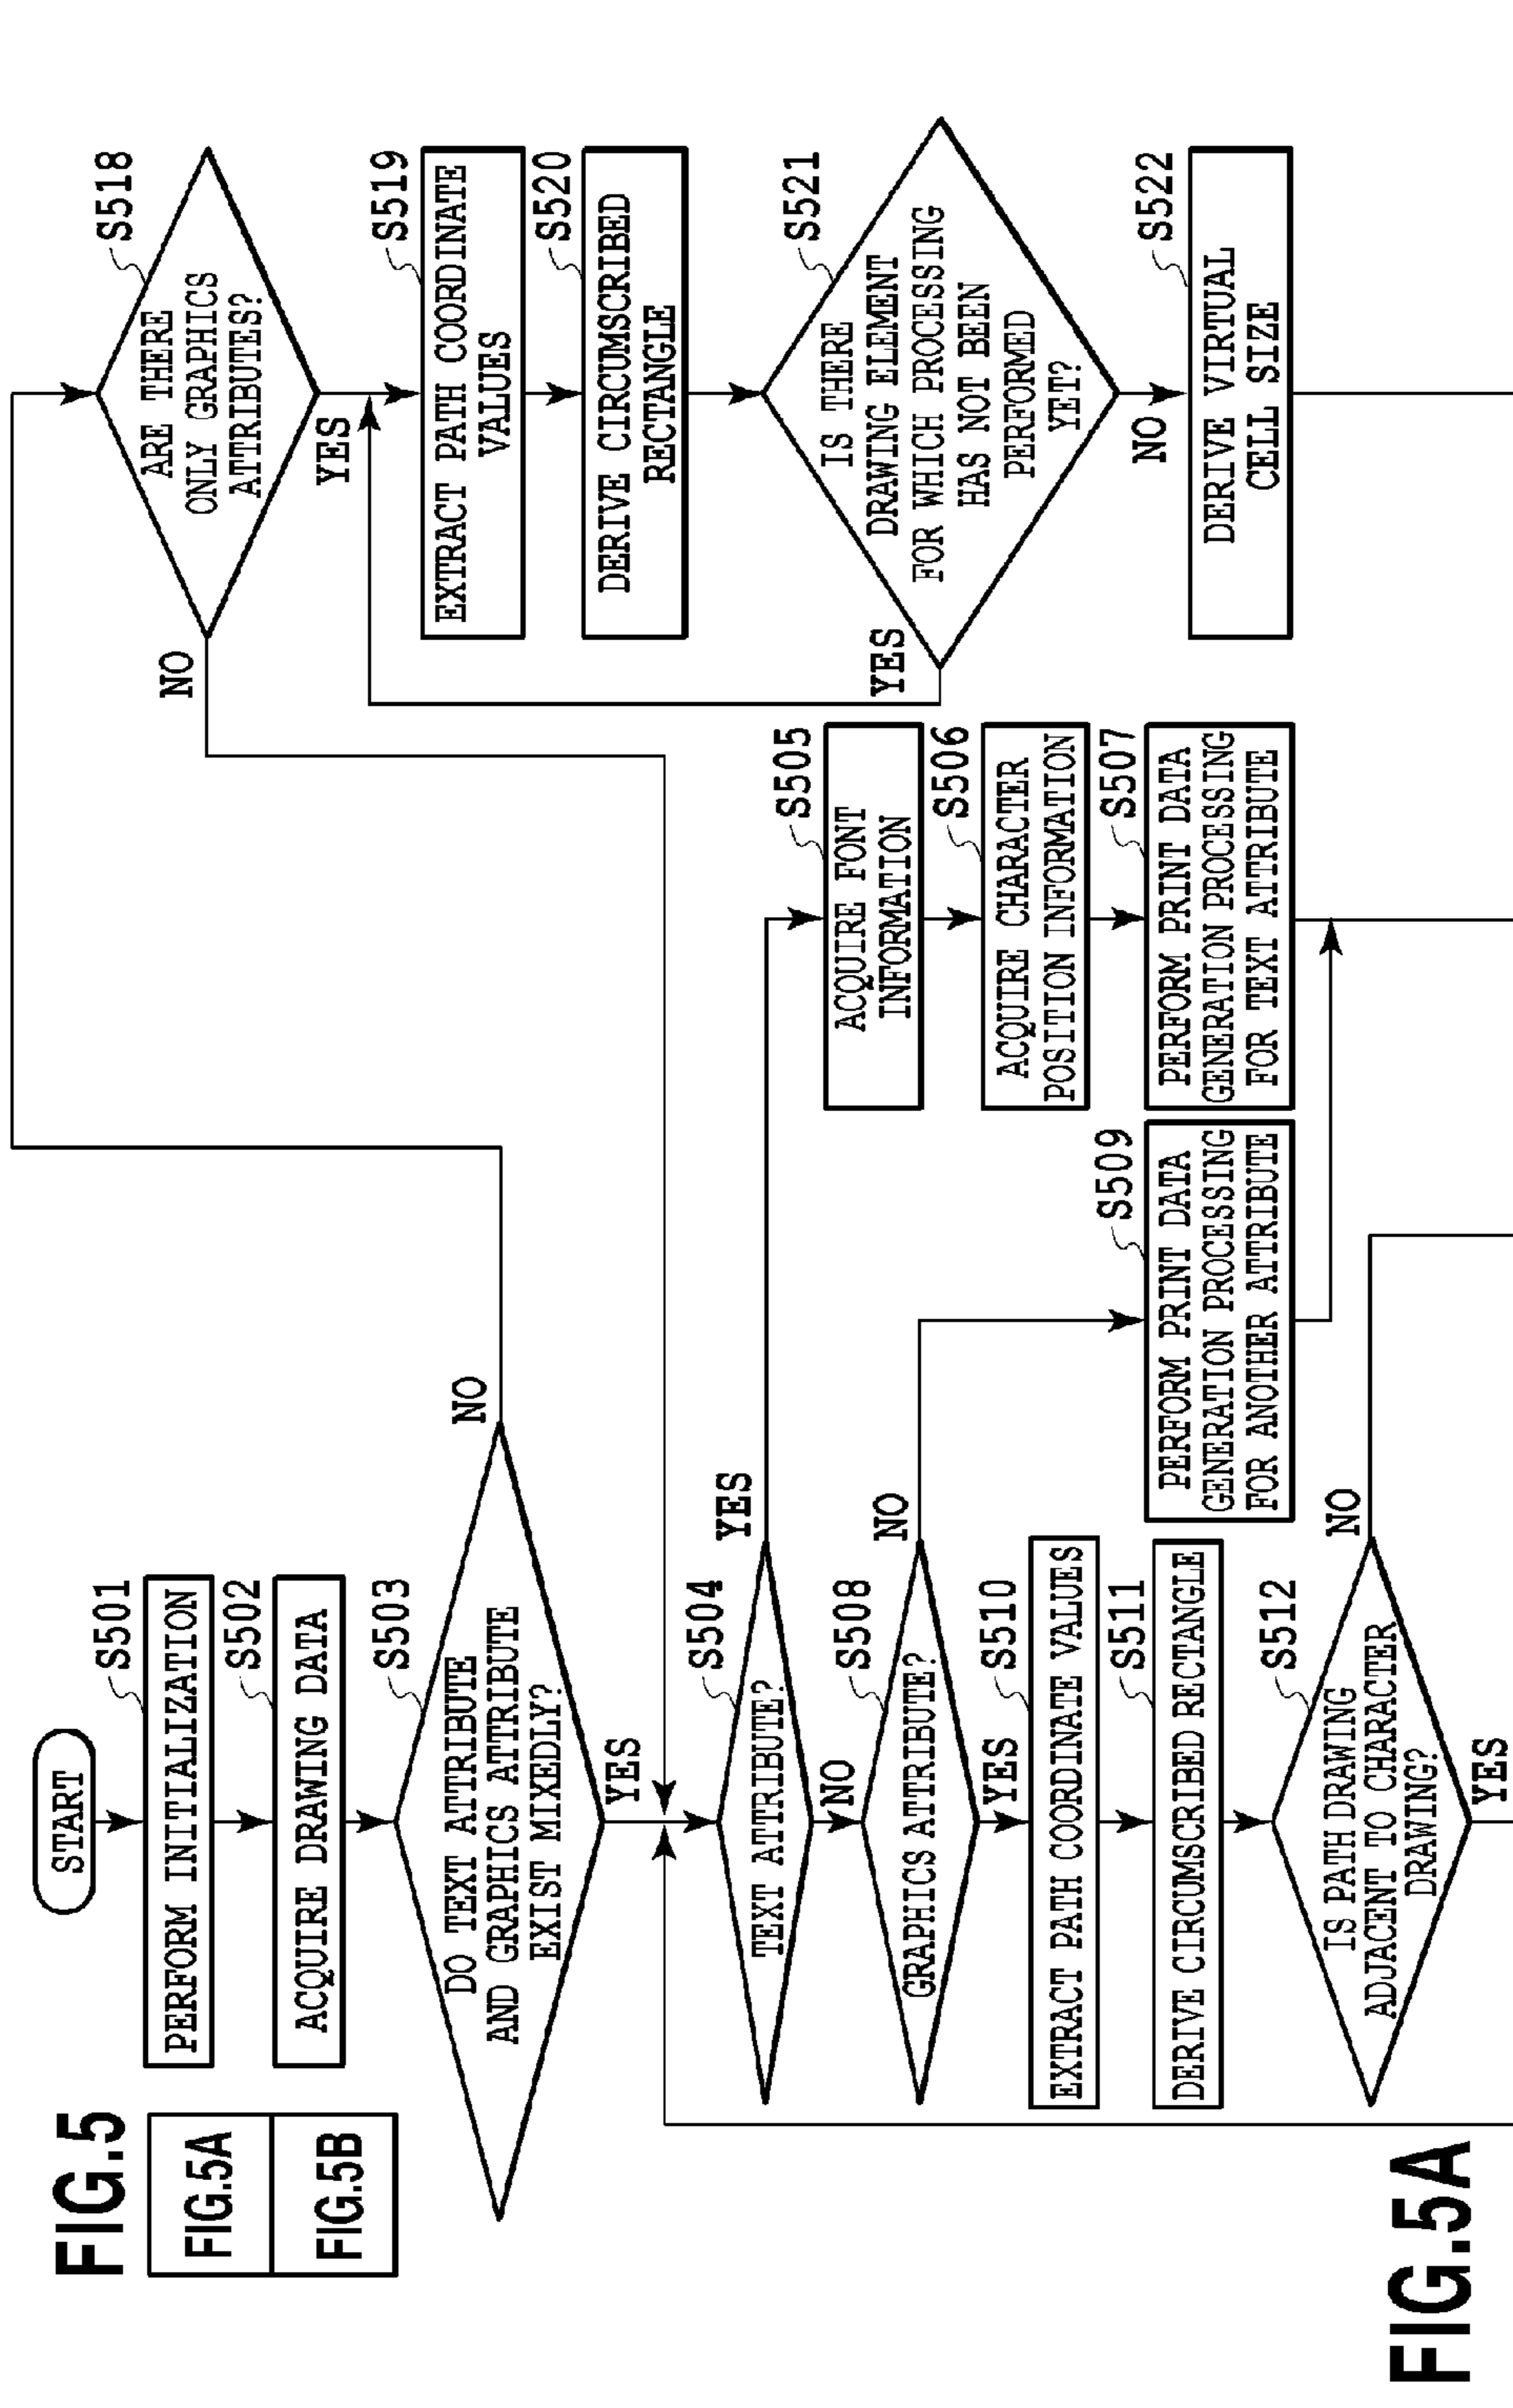 FIG.5
FIG.5A
FIG.5B
START
S501
PERFORM INITIALIZATION
S502
ACQUIRE DRAWING DATA
S503
DO TEXT ATTRIBUTE
AND GRAPHICS ATTRIBUTE
EXIST MIXEDLY?
NO
YES
S504
TEXT ATTRIBUTE?
YES
NO
S508
GRAPHICS ATTRIBUTE?
NO
YES
S510
EXTRACT PATH COORDINATE VALUES
S511
DERIVE CIRCUMSCRIBED RECTANGLE
S512
IS PATH DRAWING
ADJACENT TO CHARACTER
DRAWING?
NO
YES
S509
PERFORM PRINT DATA
GENERATION PROCESSING
FOR ANOTHER ATTRIBUTE
S505
ACQUIRE FONT
INFORMATION
S506
ACQUIRE CHARACTER
POSITION INFORMATION
S507
PERFORM PRINT DATA
GENERATION PROCESSING
FOR TEXT ATTRIBUTE
S518
ARE THERE
ONLY GRAPHICS
ATTRIBUTES?
NO
YES
S519
EXTRACT PATH COORDINATE
VALUES
S520
DERIVE CIRCUMSCRIBED
RECTANGLE
S521
IS THERE
DRAWING ELEMENT
FOR WHICH PROCESSING
HAS NOT BEEN
PERFORMED
YET?
YES
NO
S522
DERIVE VIRTUAL
CELL SIZE
FIG.5A